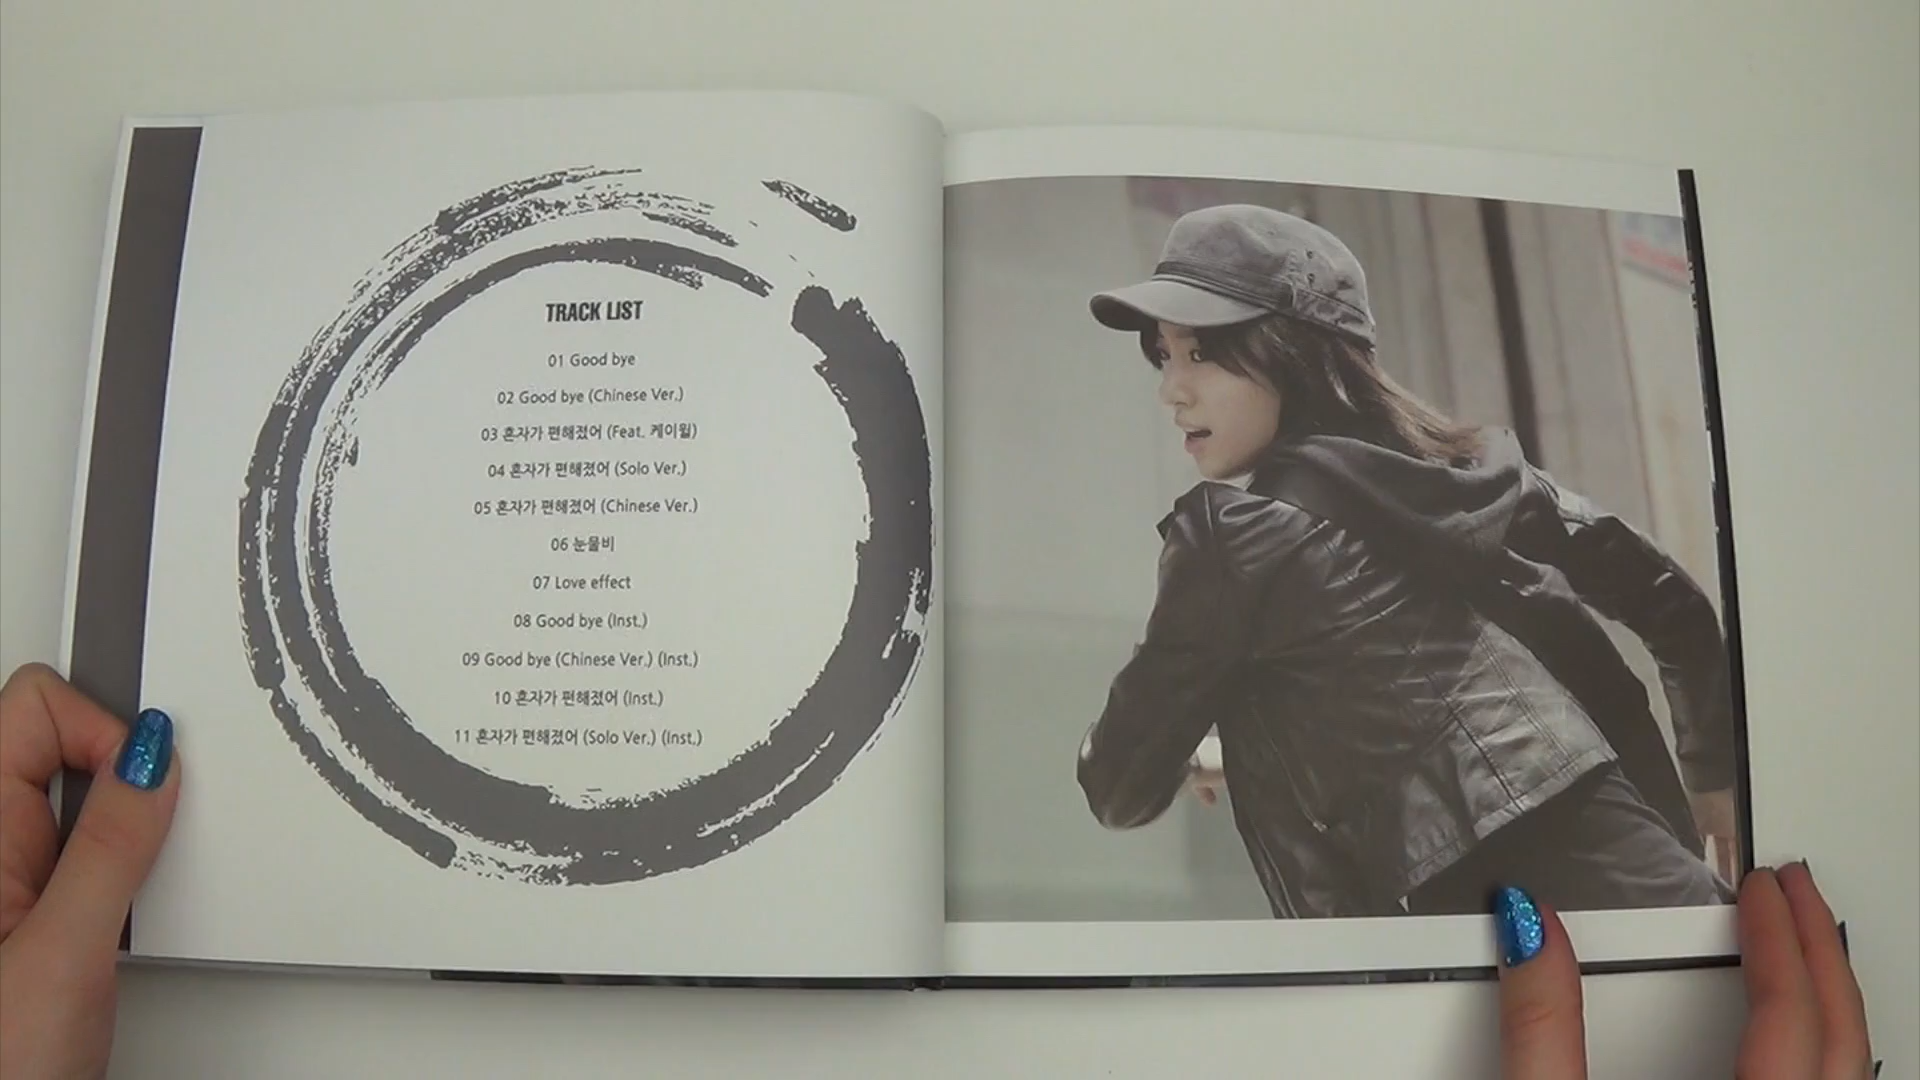 TRACK LIST
01 Good bye
02 Good bye (Chinese Ver.)
03 혼자가 편해졌어 (Feat. 케이윌)
04 혼자가 편해졌어 (Solo Ver.)
05 혼자가 편해졌어 (Chinese Ver.)
06 눈물비
07 Love effect
08 Good bye (Inst.)
09 Good bye (Chinese Ver.) (Inst.)
10 혼자가 편해졌어 (Inst.)
11 혼자가 편해졌어 (Solo Ver.) (Inst.)